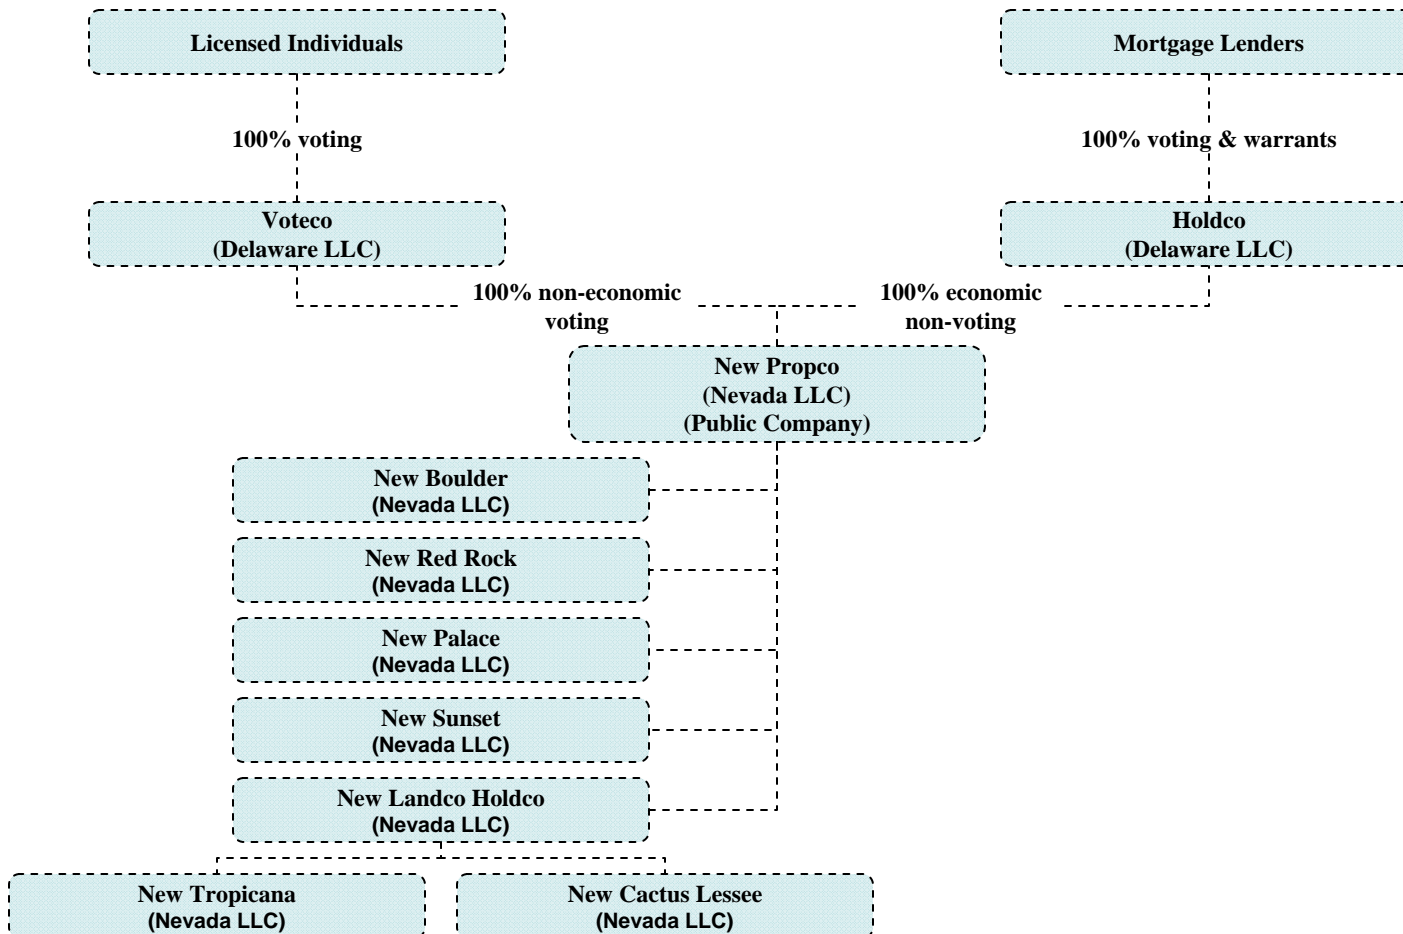 Licensed Individuals
Mortgage Lenders
100% voting
100% voting & warrants
Voteco
(Delaware LLC)
Holdco
(Delaware LLC)
100% non-economic
voting
100% economic
non-voting
New Propco
(Nevada LLC)
(Public Company)
New Boulder
(Nevada LLC)
New Red Rock
(Nevada LLC)
New Palace
(Nevada LLC)
New Sunset
(Nevada LLC)
New Landco Holdco
(Nevada LLC)
New Tropicana
(Nevada LLC)
New Cactus Lessee
(Nevada LLC)